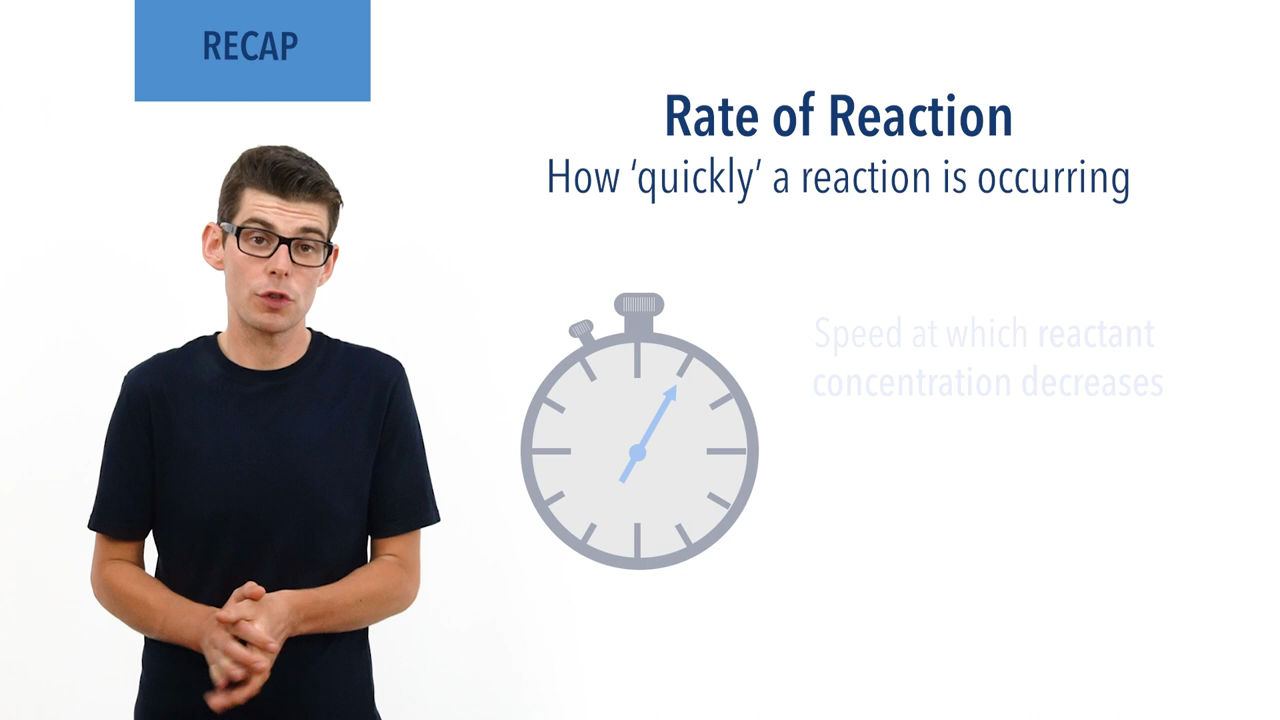 RECAP
Rate of Reaction
How ‘quickly’ a reaction is occurring
Speed at which reactant
concentration decreases